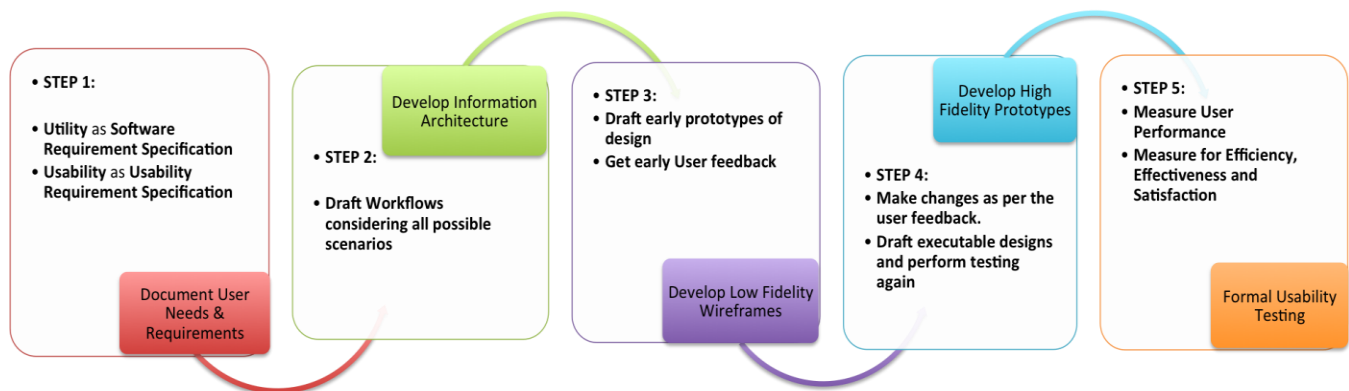 • STEP 1:
• Utility as Software
Requirement Specification
• Usability as Usability
Requirement Specification
Document User
Needs &
Requirements
Develop Information
Architecture
• STEP 2:
• Draft Workflows
considering all possible
scenarios
• STEP 3:
• Draft early prototypes of
design
• Get early User feedback
Develop Low Fidelity
Wireframes
Develop High
Fidelity Prototypes
• STEP 4:
• Make changes as per the
user feedback.
• Draft executable designs
and perform testing
again
• STEP 5:
• Measure User
Performance
• Measure for Efficiency,
Effectiveness and
Satisfaction
Formal Usability
Testing